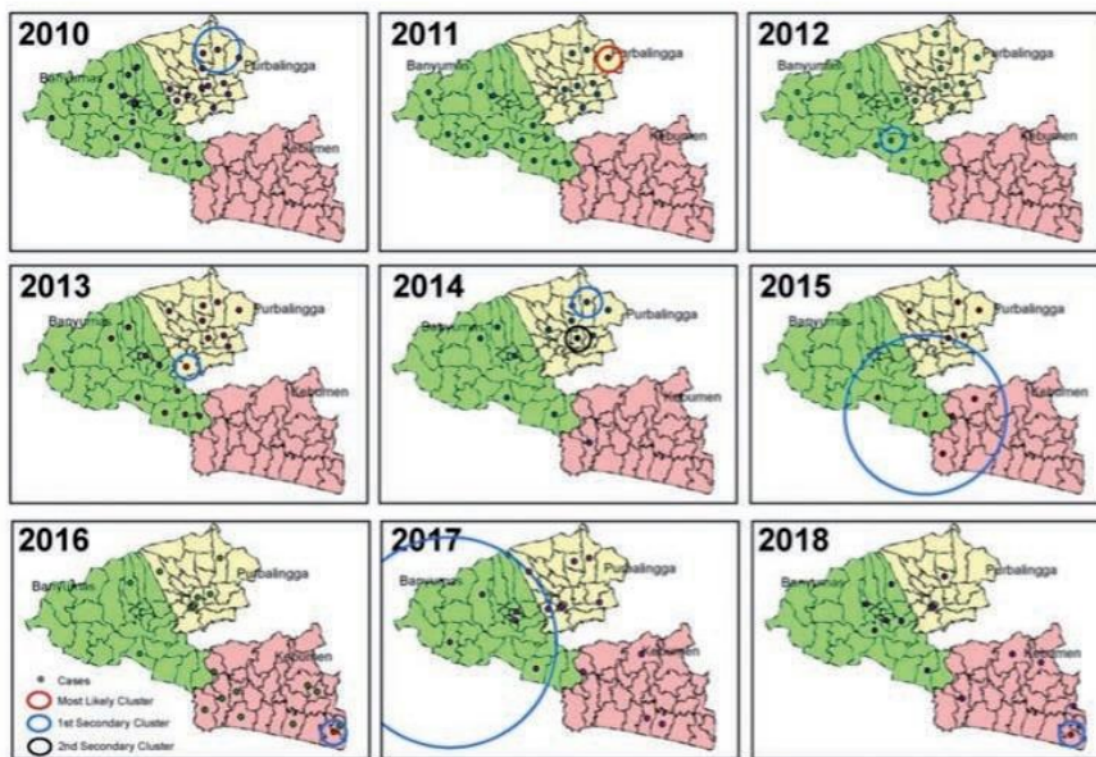 2010
Banyumas
Purbalingga
Kebumen
2011
Banyumas
Purbalingga
Kebumen
2012
Banyumas
Purbalingga
Kebumen
2013
Banyumas
Purbalingga
Kebumen
2014
Banyumas
Purbalingga
Kebumen
2015
Banyumas
Purbalingga
Kebumen
2016
Banyumas
Purbalingga
Kebumen
Cases
Most Likely Cluster
1st Secondary Cluster
2nd Secondary Cluster
2017
Banyumas
Purbalingga
Kebumen
2018
Banyumas
Purbalingga
Kebumen